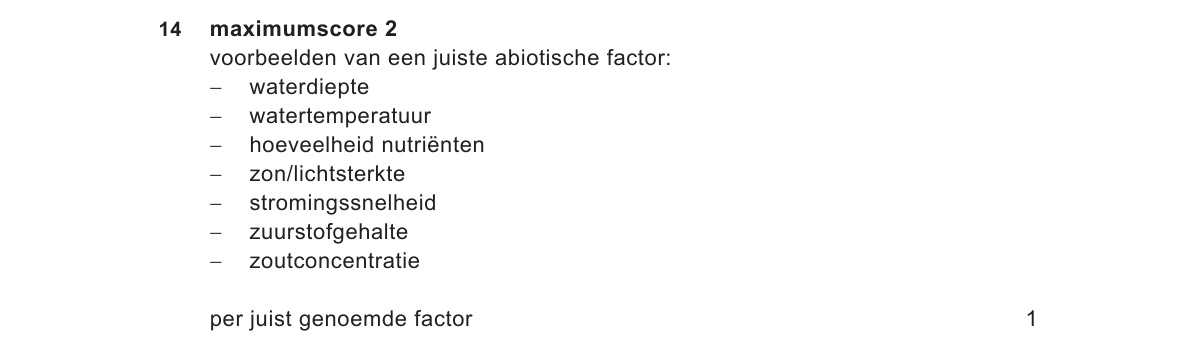 14 maximumscore 2
voorbeelden van een juiste abiotische factor:
– waterdiepte
– watertemperatuur
– hoeveelheid nutriënten
– zon/lichtsterkte
– stromingssnelheid
– zuurstofgehalte
– zoutconcentratie
per juist genoemde factor 1